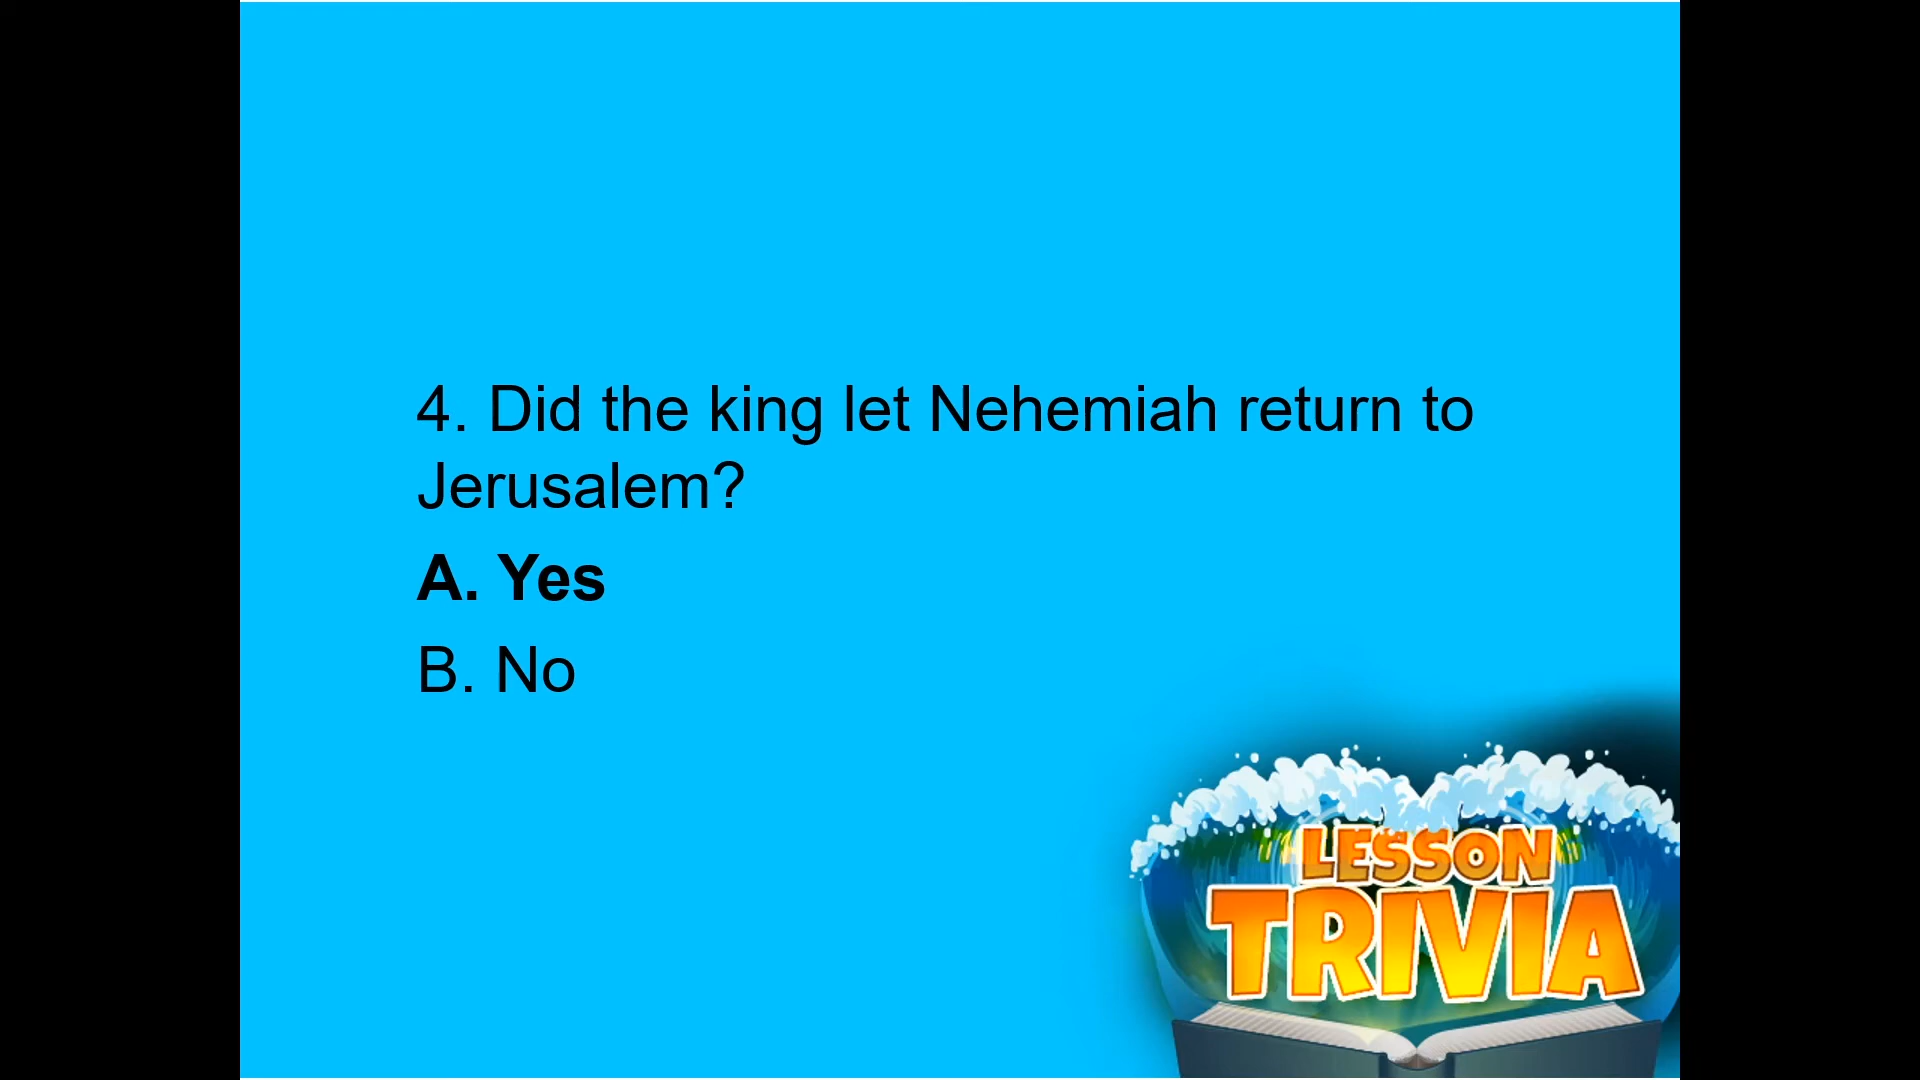 4. Did the king let Nehemiah return to
Jerusalem?
A. Yes
B. No
LESSON
TRIVIA